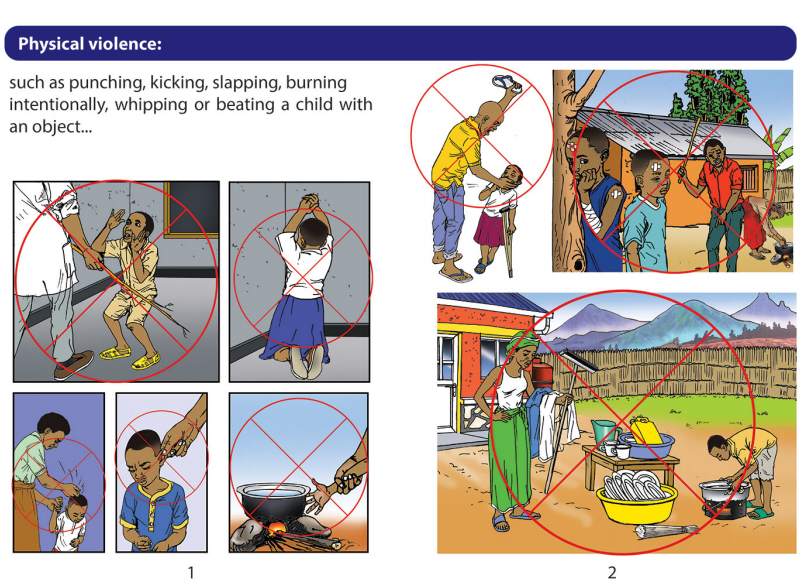 Physical violence:
such as punching, kicking, slapping, burning
intentionally, whipping or beating a child with
an object...
1
2